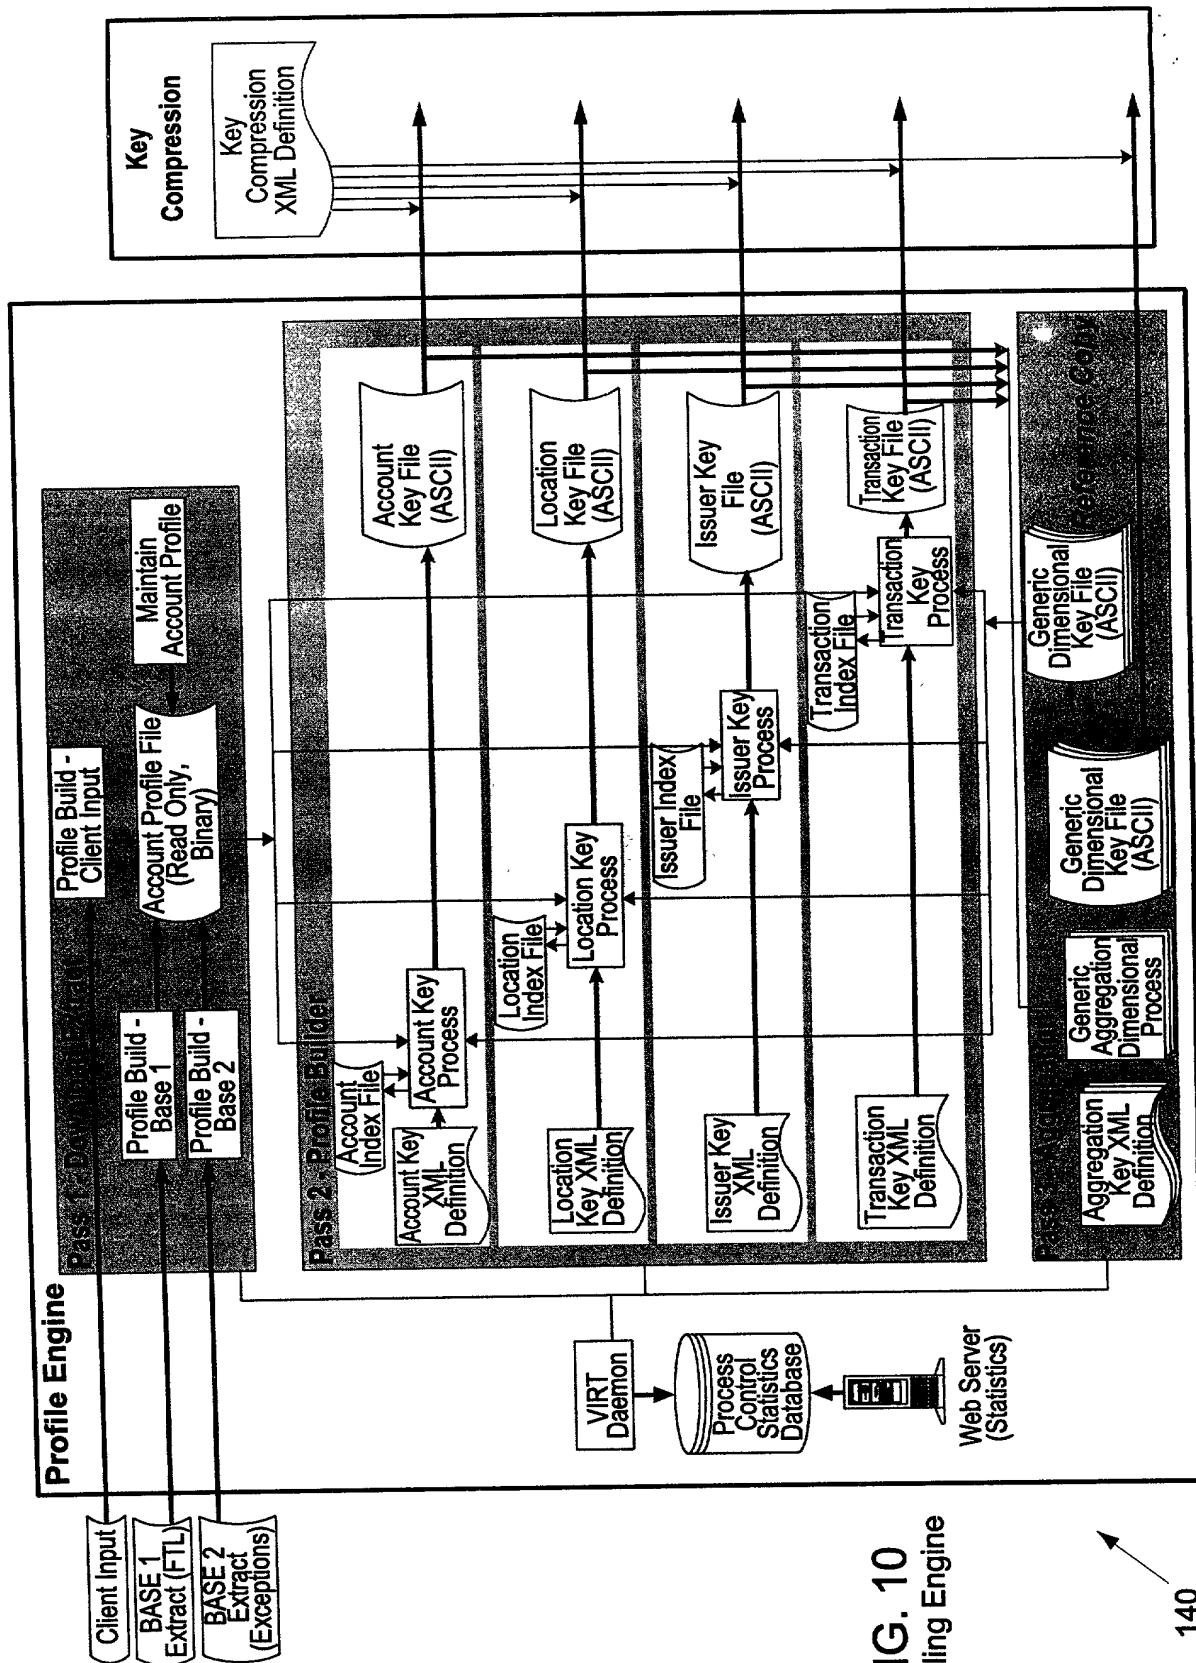 Profile Engine
Client Input
BASE 1
Extract (FTL)
BASE 2
Extract
(Exceptions)
Profile Build -
Client Input
Profile Build -
Base 1
Profile Build -
Base 2
Account Profile File
(Read Only,
Binary)
Maintain
Account Profile
Pass 2 - Profile Builder
Account
Index File
Account Key
XML
Definition
Account Key
Process
Account
Key File
(ASCII)
Location
Index File
Location
Key XML
Definition
Location Key
Process
Location
Key File
(ASCII)
Issuer Index
File
Issuer Key
XML
Definition
Issuer Key
Process
Issuer Key
File
(ASCII)
Transaction
Index File
Transaction
Key XML
Definition
Transaction
Key
Process
Transaction
Key File
(ASCII)
Aggregation
Key XML
Definition
Generic
Aggregation
Dimensional
Process
Generic
Dimensional
Key File
(ASCII)
Generic
Dimensional
Key File
(ASCII)
Reference Copy
VIRT
Daemon
Process
Control
Statistics
Database
Web Server
(Statistics)
Key
Compression
Key
Compression
XML Definition
IG. 10
ling Engine
140